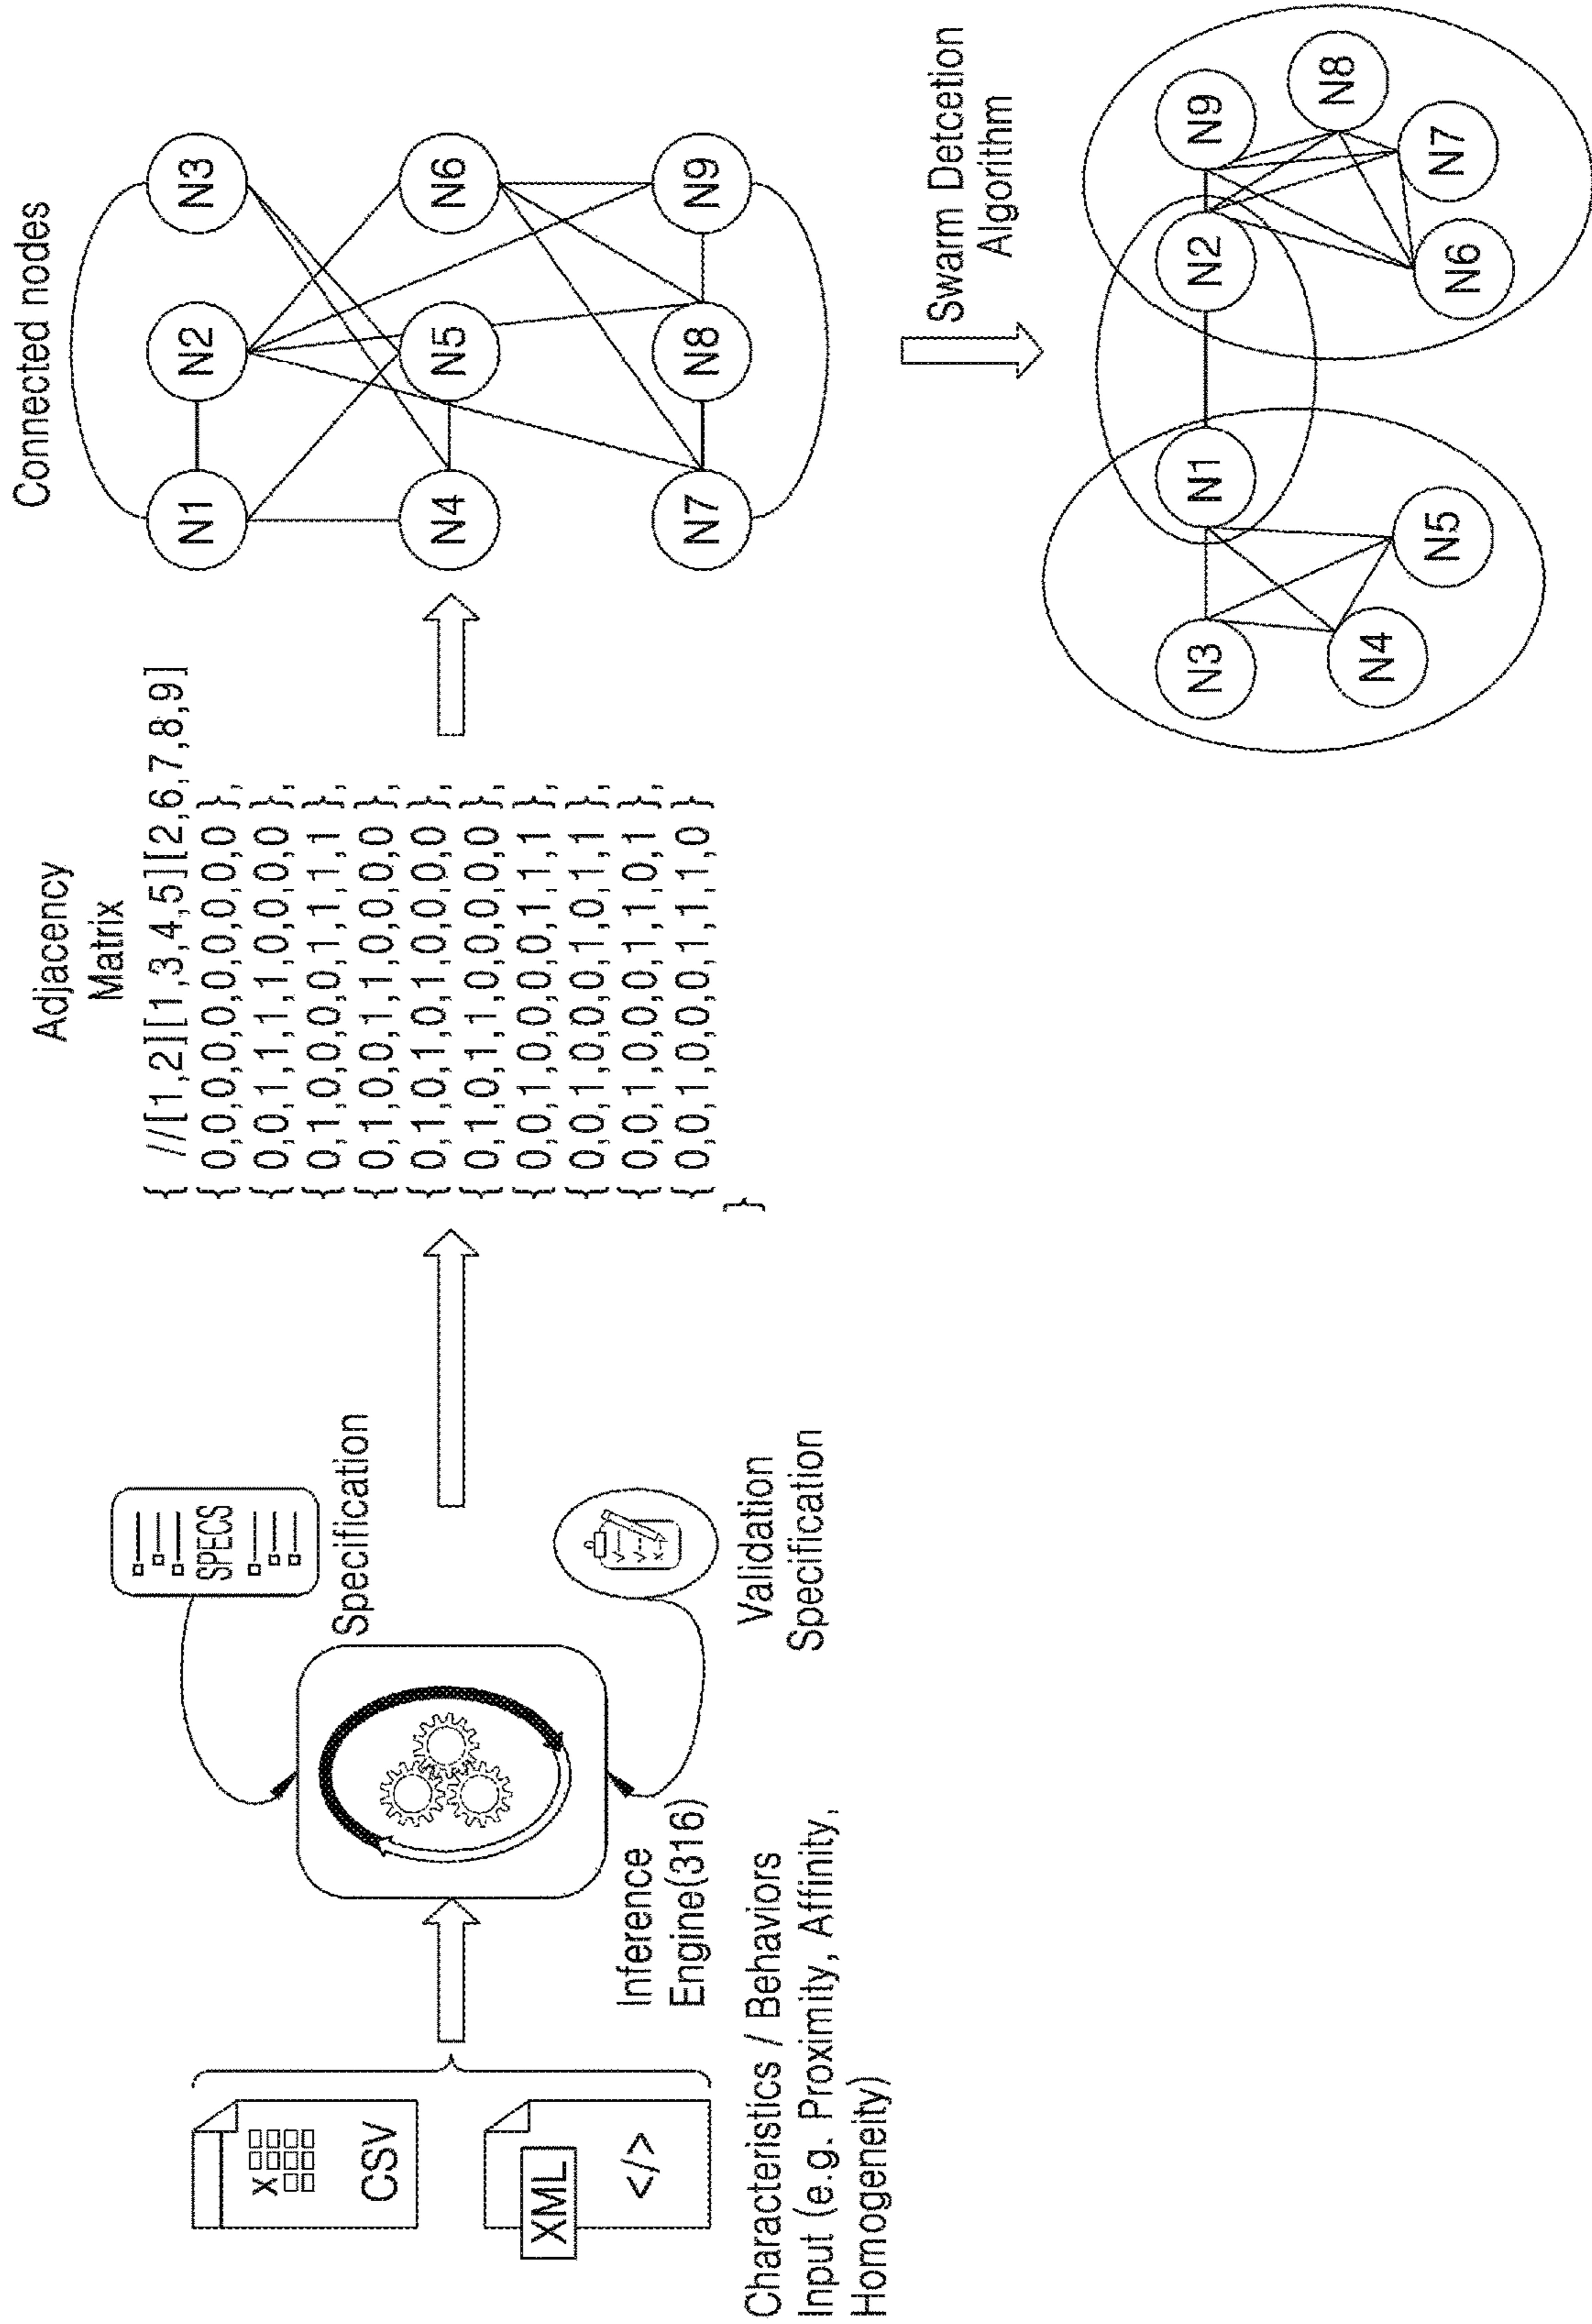 X
CSV
XML
</>
Characteristics / Behaviors
Input (e.g. Proximity, Affinity,
Homogeneity)
Inference
Engine(316)
SPECS
Specification
Validation
Specification
Adjacency
Matrix
{ //[1,2][1,3,4,5][2,6,7,8,9]
{ 0,0,0,0,0,0,0,0,0,0 },
{ 0,0,1,1,1,1,0,0,0,0 },
{ 0,1,0,0,0,0,1,1,1,1 },
{ 0,1,0,0,1,1,0,0,0,0 },
{ 0,1,0,1,0,1,0,0,0,0 },
{ 0,1,0,1,1,0,0,0,0,0 },
{ 0,0,1,0,0,0,0,1,1,1 },
{ 0,0,1,0,0,0,1,0,1,1 },
{ 0,0,1,0,0,0,1,1,0,1 },
{ 0,0,1,0,0,0,1,1,1,0 }
}
Connected nodes
N1 N2 N3
N4 N5 N6
N7 N8 N9
Swarm Detcetion
Algorithm
N3 N1 N2 N9
N4 N5 N6 N7 N8